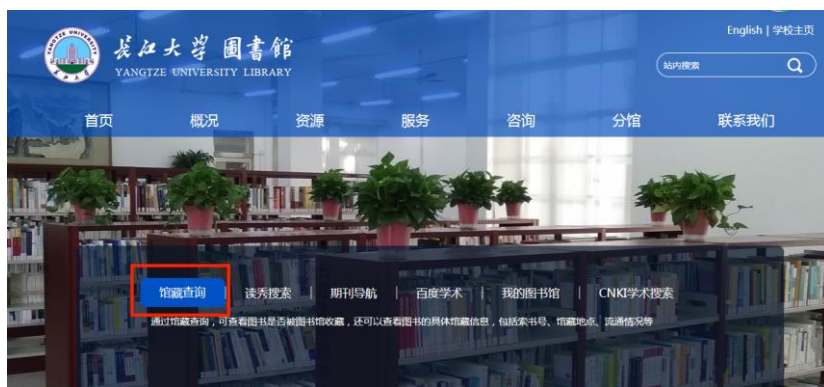 English | 学校主页
长江大学 圖書館
YANGTZE UNIVERSITY LIBRARY
站内搜索
首页 概况 资源 服务 咨询 分馆 联系我们
馆藏查询 | 读秀搜索 | 期刊导航 | 百度学术 | 我的图书馆 | CNKI学术搜索
通过馆藏查询，可查看图书是否被图书馆收藏，还可以查看图书的具体馆藏信息，包括索书号、馆藏地点、流通情况等